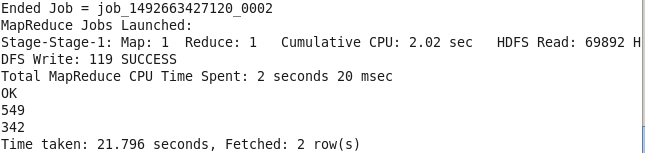 Ended Job = job_1492663427120_0002
MapReduce Jobs Launched:
Stage-Stage-1: Map: 1  Reduce: 1   Cumulative CPU: 2.02 sec   HDFS Read: 69892 H
DFS Write: 119 SUCCESS
Total MapReduce CPU Time Spent: 2 seconds 20 msec
OK
549
342
Time taken: 21.796 seconds, Fetched: 2 row(s)